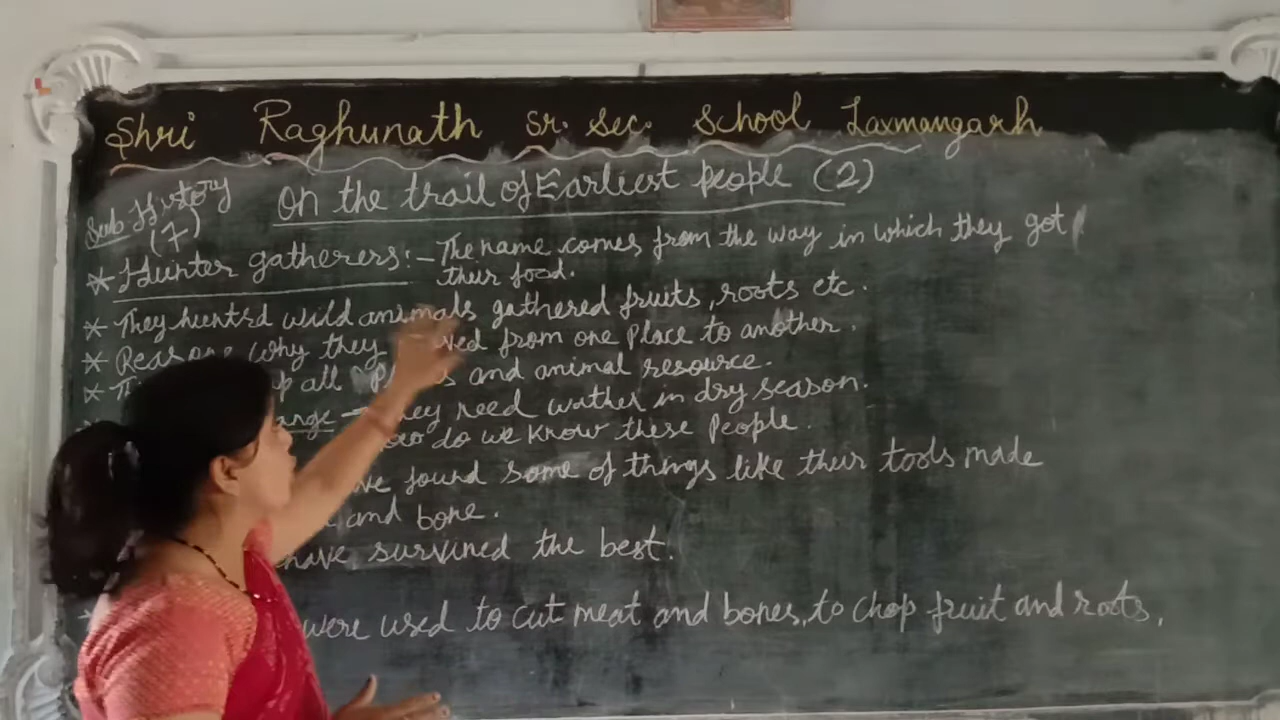 Shri Raghunath Sr. Sec. School Laxmangarh
Sub History
On the trail of Earliest people (2)
(7)
* Hunter gatherers:- The name comes from the way in which they got
their food.
* They hunted wild animals gathered fruits, roots etc.
* Reasons why they moved from one Place to another.
* all and animal resource.
they need wather in dry season.
do we know these People.
found some of things like their tools made
and bone.
have survined the best.
were used to cut meat and bones, to chop fruit and roots.